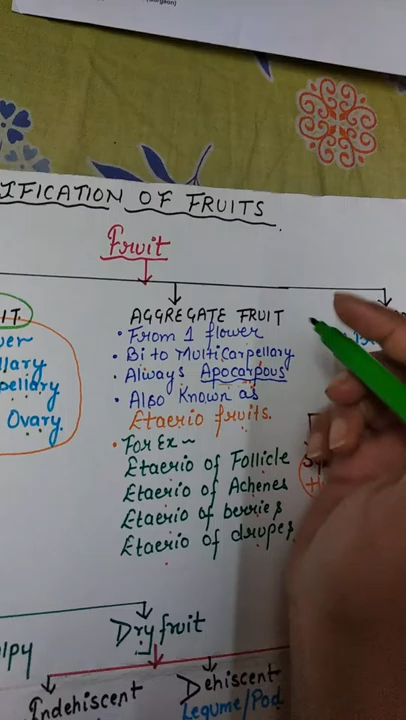 IFICATION OF FRUITS
Fruit
IT
llary
pellary
Ovary.
AGGREGATE FRUIT
• From 1 flower
• Bi to Multicarpellary
• Always Apocarpous
• Also Known as
Etaerio fruits.
• For Ex ~
Etaerio of Follicle
Etaerio of Achenes
Etaerio of berries
Etaerio of drupes
Dry fruit
Indehiscent
Dehiscent
Legume/Pod